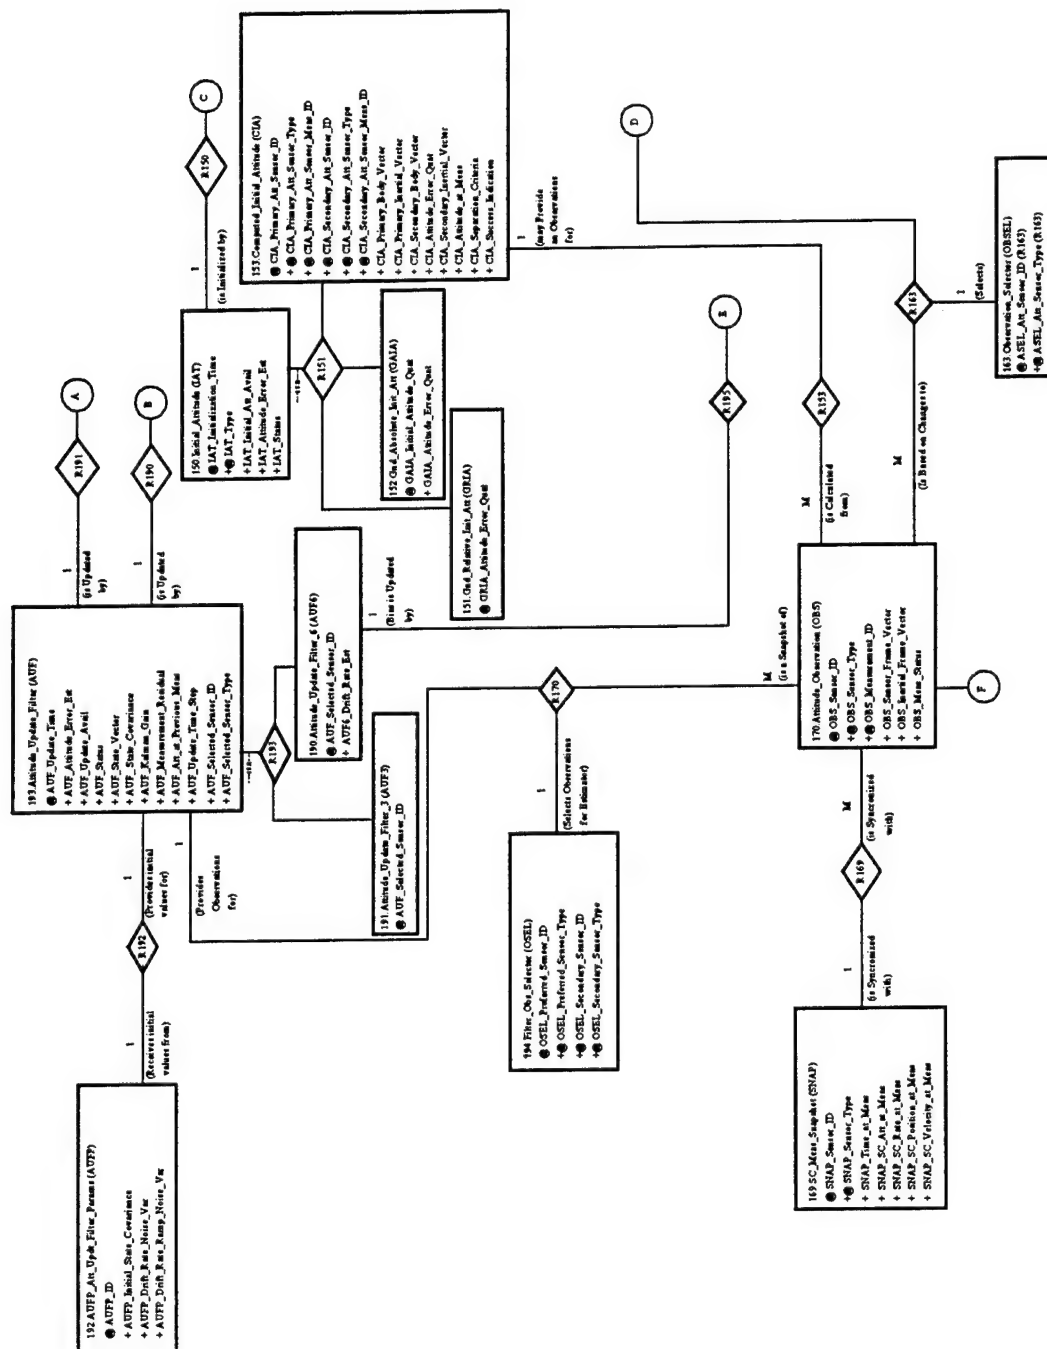 192 AUFP_Att_Updt_Filter_Params (AUFP)
@ AUFP_ID
+ AUFP_Initial_State_Covariance
+ AUFP_Drift_Rate_Noise_Var
+ AUFP_Drift_Rate_Ramp_Noise_Var
1
(Receives initial
values from)
R192
1
(Provides initial
values for)
193.Attitude_Update_Filter (AUF)
@ AUF_Update_Time
+ AUF_Attitude_Error_Est
+ AUF_Update_Avail
+ AUF_Status
+ AUF_State_Vector
+ AUF_State_Covariance
+ AUF_Kalman_Gain
+ AUF_Measurement_Residual
+ AUF_Att_at_Previous_Meas
+ AUF_Update_Time_Step
+ AUF_Selected_Sensor_ID
+ AUF_Selected_Sensor_Type
1
(is Updated
by)
R191
A
1
(is Updated
by)
R190
B
1
(Provides
Observations
for)
R193
191.Attitude_Update_Filter_3 (AUF3)
@ AUF_Selected_Sensor_ID
190.Attitude_Update_Filter_6 (AUF6)
@ AUF_Selected_Sensor_ID
+ AUF6_Drift_Rate_Est
1
(Bias is Updated
by)
R195
E
150 Initial_Attitude (IAT)
@ IAT_Initialization_Time
+@ IAT_Type
+ IAT_Initial_Att_Avail
+ IAT_Attitude_Error_Est
+ IAT_Status
1
(is Initialized by)
R150
C
R151
151.Gnd_Relative_Init_Att (GRIA)
@ GRIA_Attitude_Error_Quat
152 Gnd_Absolute_Init_Att (GAIA)
@ GAIA_Initial_Attitude_Quat
+ GAIA_Attitude_Error_Quat
153.Computed_Initial_Attitude (CIA)
@ CIA_Primary_Att_Sensor_ID
+ @ CIA_Primary_Att_Sensor_Type
+ @ CIA_Primary_Att_Sensor_Meas_ID
+ @ CIA_Secondary_Att_Sensor_ID
+ @ CIA_Secondary_Att_Sensor_Type
+ @ CIA_Secondary_Att_Sensor_Meas_ID
+ CIA_Primary_Body_Vector
+ CIA_Primary_Inertial_Vector
+ CIA_Secondary_Body_Vector
+ CIA_Attitude_Error_Quat
+ CIA_Secondary_Inertial_Vector
+ CIA_Attitude_at_Meas
+ CIA_Separation_Criteria
+ CIA_Success_Indication
1
(may Provide
an Observations
for)
R153
M
(is Calculated
from)
194 Filter_Obs_Selector (OSEL)
@ OSEL_Preferred_Sensor_ID
+@ OSEL_Preferred_Sensor_Type
+@ OSEL_Secondary_Sensor_ID
+@ OSEL_Secondary_Sensor_Type
1
(Selects Observations
for Estimator)
R170
M
(is a Snapshot of)
170 Attitude_Observation (OBS)
@ OBS_Sensor_ID
+@ OBS_Sensor_Type
+@ OBS_Measurement_ID
+ OBS_Sensor_Frame_Vector
+ OBS_Inertial_Frame_Vector
+ OBS_Meas_Status
F
M
(Is Based on Changes to)
R163
D
1
(Selects)
163.Observation_Selector (OBSEL)
@ ASEL_Att_Sensor_ID (R163)
+@ ASEL_Att_Sensor_Type (R163)
M
(is Syncronized
with)
R169
1
(is Syncronized
with)
169 SC_Meas_Snapshot (SNAP)
@ SNAP_Sensor_ID
+@ SNAP_Sensor_Type
+ SNAP_Time_at_Meas
+ SNAP_SC_Att_at_Meas
+ SNAP_SC_Rate_at_Meas
+ SNAP_SC_Position_at_Meas
+ SNAP_SC_Velocity_at_Meas